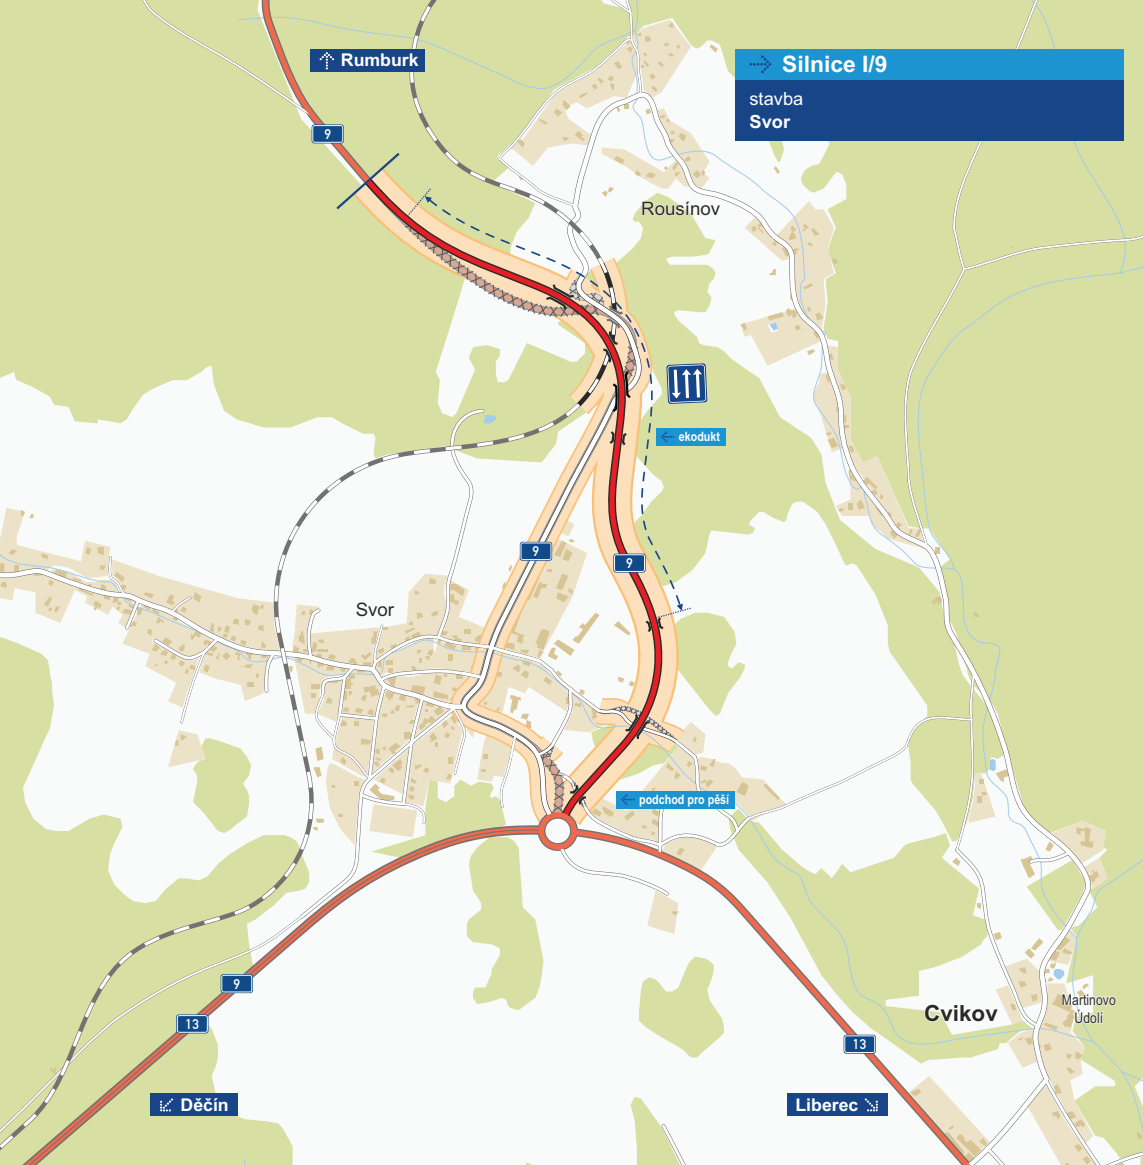 Rumburk
Silnice I/9
stavba
Svor
9
Rousínov
ekodukt
9
9
Svor
podchod pro pěší
9
13
Cvikov
Martinovo
Údolí
13
Děčín
Liberec